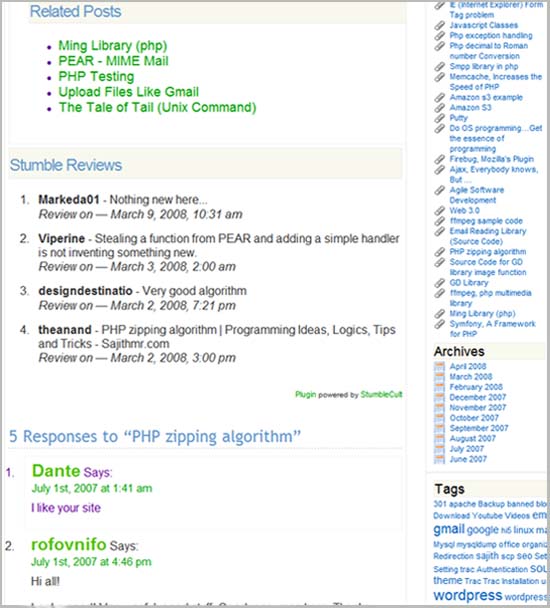 Related Posts
Ming Library (php)
PEAR - MIME Mail
PHP Testing
Upload Files Like Gmail
The Tale of Tail (Unix Command)
Stumble Reviews
1. Markeda01 - Nothing new here...
Review on — March 9, 2008, 10:31 am
2. Viperine - Stealing a function from PEAR and adding a simple handler
is not inventing something new.
Review on — March 3, 2008, 2:00 am
3. designdestinatio - Very good algorithm
Review on — March 2, 2008, 7:21 pm
4. theanand - PHP zipping algorithm | Programming Ideas, Logics, Tips
and Tricks - Sajithmr.com
Review on — March 2, 2008, 3:00 pm
Plugin powered by StumbleCult
5 Responses to “PHP zipping algorithm”
1. Dante Says:
July 1st, 2007 at 1:41 am
I like your site
2. rofovnifo Says:
July 1st, 2007 at 4:46 pm
Hi all!
IE (Internet Explorer) Form
Tag problem
Javascript Classes
Php exception handling
Php decimal to Roman
number Conversion
Smpp library in php
Memcache, Increases the
Speed of PHP
Amazon s3 example
Amazon S3
Putty
Do OS programming...Get
the essence of
programming
Firebug, Mozilla's Plugin
Ajax, Everybody knows,
But ....
Agile Software
Development
Web 3.0
ffmpeg sample code
Email Reading Library
(Source Code)
PHP zipping algorithm
Source Code for GD
library image function
GD Library
ffmpeg, php multimedia
library
Ming Library (php)
Symfony, A Framework
for PHP
Archives
April 2008
March 2008
February 2008
December 2007
November 2007
October 2007
September 2007
August 2007
July 2007
June 2007
Tags
301 apache Backup banned blo
Download Youtube Videos em
gmail google hi5 linux ma
Mysql mysqldump office organiz
Redirection sajith scp seo Set
Setting trac Authentication sou
theme Trac Trac Installation u
wordpress wordpress